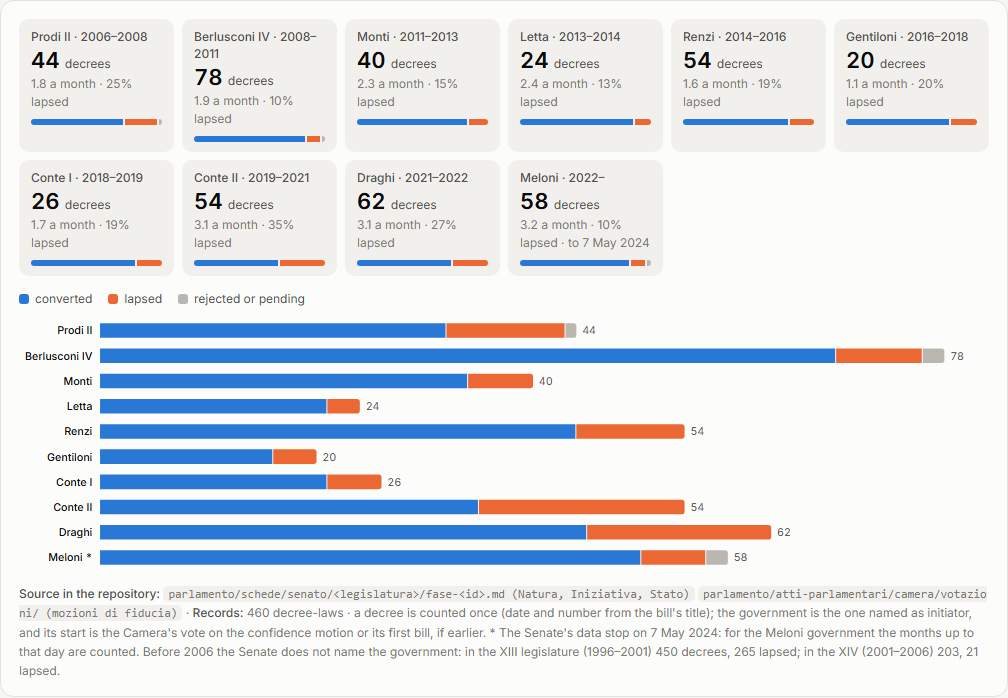 Prodi II · 2006–2008
44 decrees
1.8 a month · 25%
lapsed
Berlusconi IV · 2008–
2011
78 decrees
1.9 a month · 10%
lapsed
Monti · 2011–2013
40 decrees
2.3 a month · 15%
lapsed
Letta · 2013–2014
24 decrees
2.4 a month · 13%
lapsed
Renzi · 2014–2016
54 decrees
1.6 a month · 19%
lapsed
Gentiloni · 2016–2018
20 decrees
1.1 a month · 20%
lapsed
Conte I · 2018–2019
26 decrees
1.7 a month · 19%
lapsed
Conte II · 2019–2021
54 decrees
3.1 a month · 35%
lapsed
Draghi · 2021–2022
62 decrees
3.1 a month · 27%
lapsed
Meloni · 2022–
58 decrees
3.2 a month · 10%
lapsed · to 7 May 2024
converted lapsed rejected or pending
Prodi II 44
Berlusconi IV 78
Monti 40
Letta 24
Renzi 54
Gentiloni 20
Conte I 26
Conte II 54
Draghi 62
Meloni * 58
Source in the repository: parlamento/schede/senato/<legislatura>/fase-<id>.md (Natura, Iniziativa, Stato) parlamento/atti-parlamentari/camera/votazio
ni/ (mozioni di fiducia) · Records: 460 decree-laws · a decree is counted once (date and number from the bill's title); the government is the one named as initiator,
and its start is the Camera's vote on the confidence motion or its first bill, if earlier. * The Senate's data stop on 7 May 2024: for the Meloni government the months up to
that day are counted. Before 2006 the Senate does not name the government: in the XIII legislature (1996–2001) 450 decrees, 265 lapsed; in the XIV (2001–2006) 203, 21
lapsed.